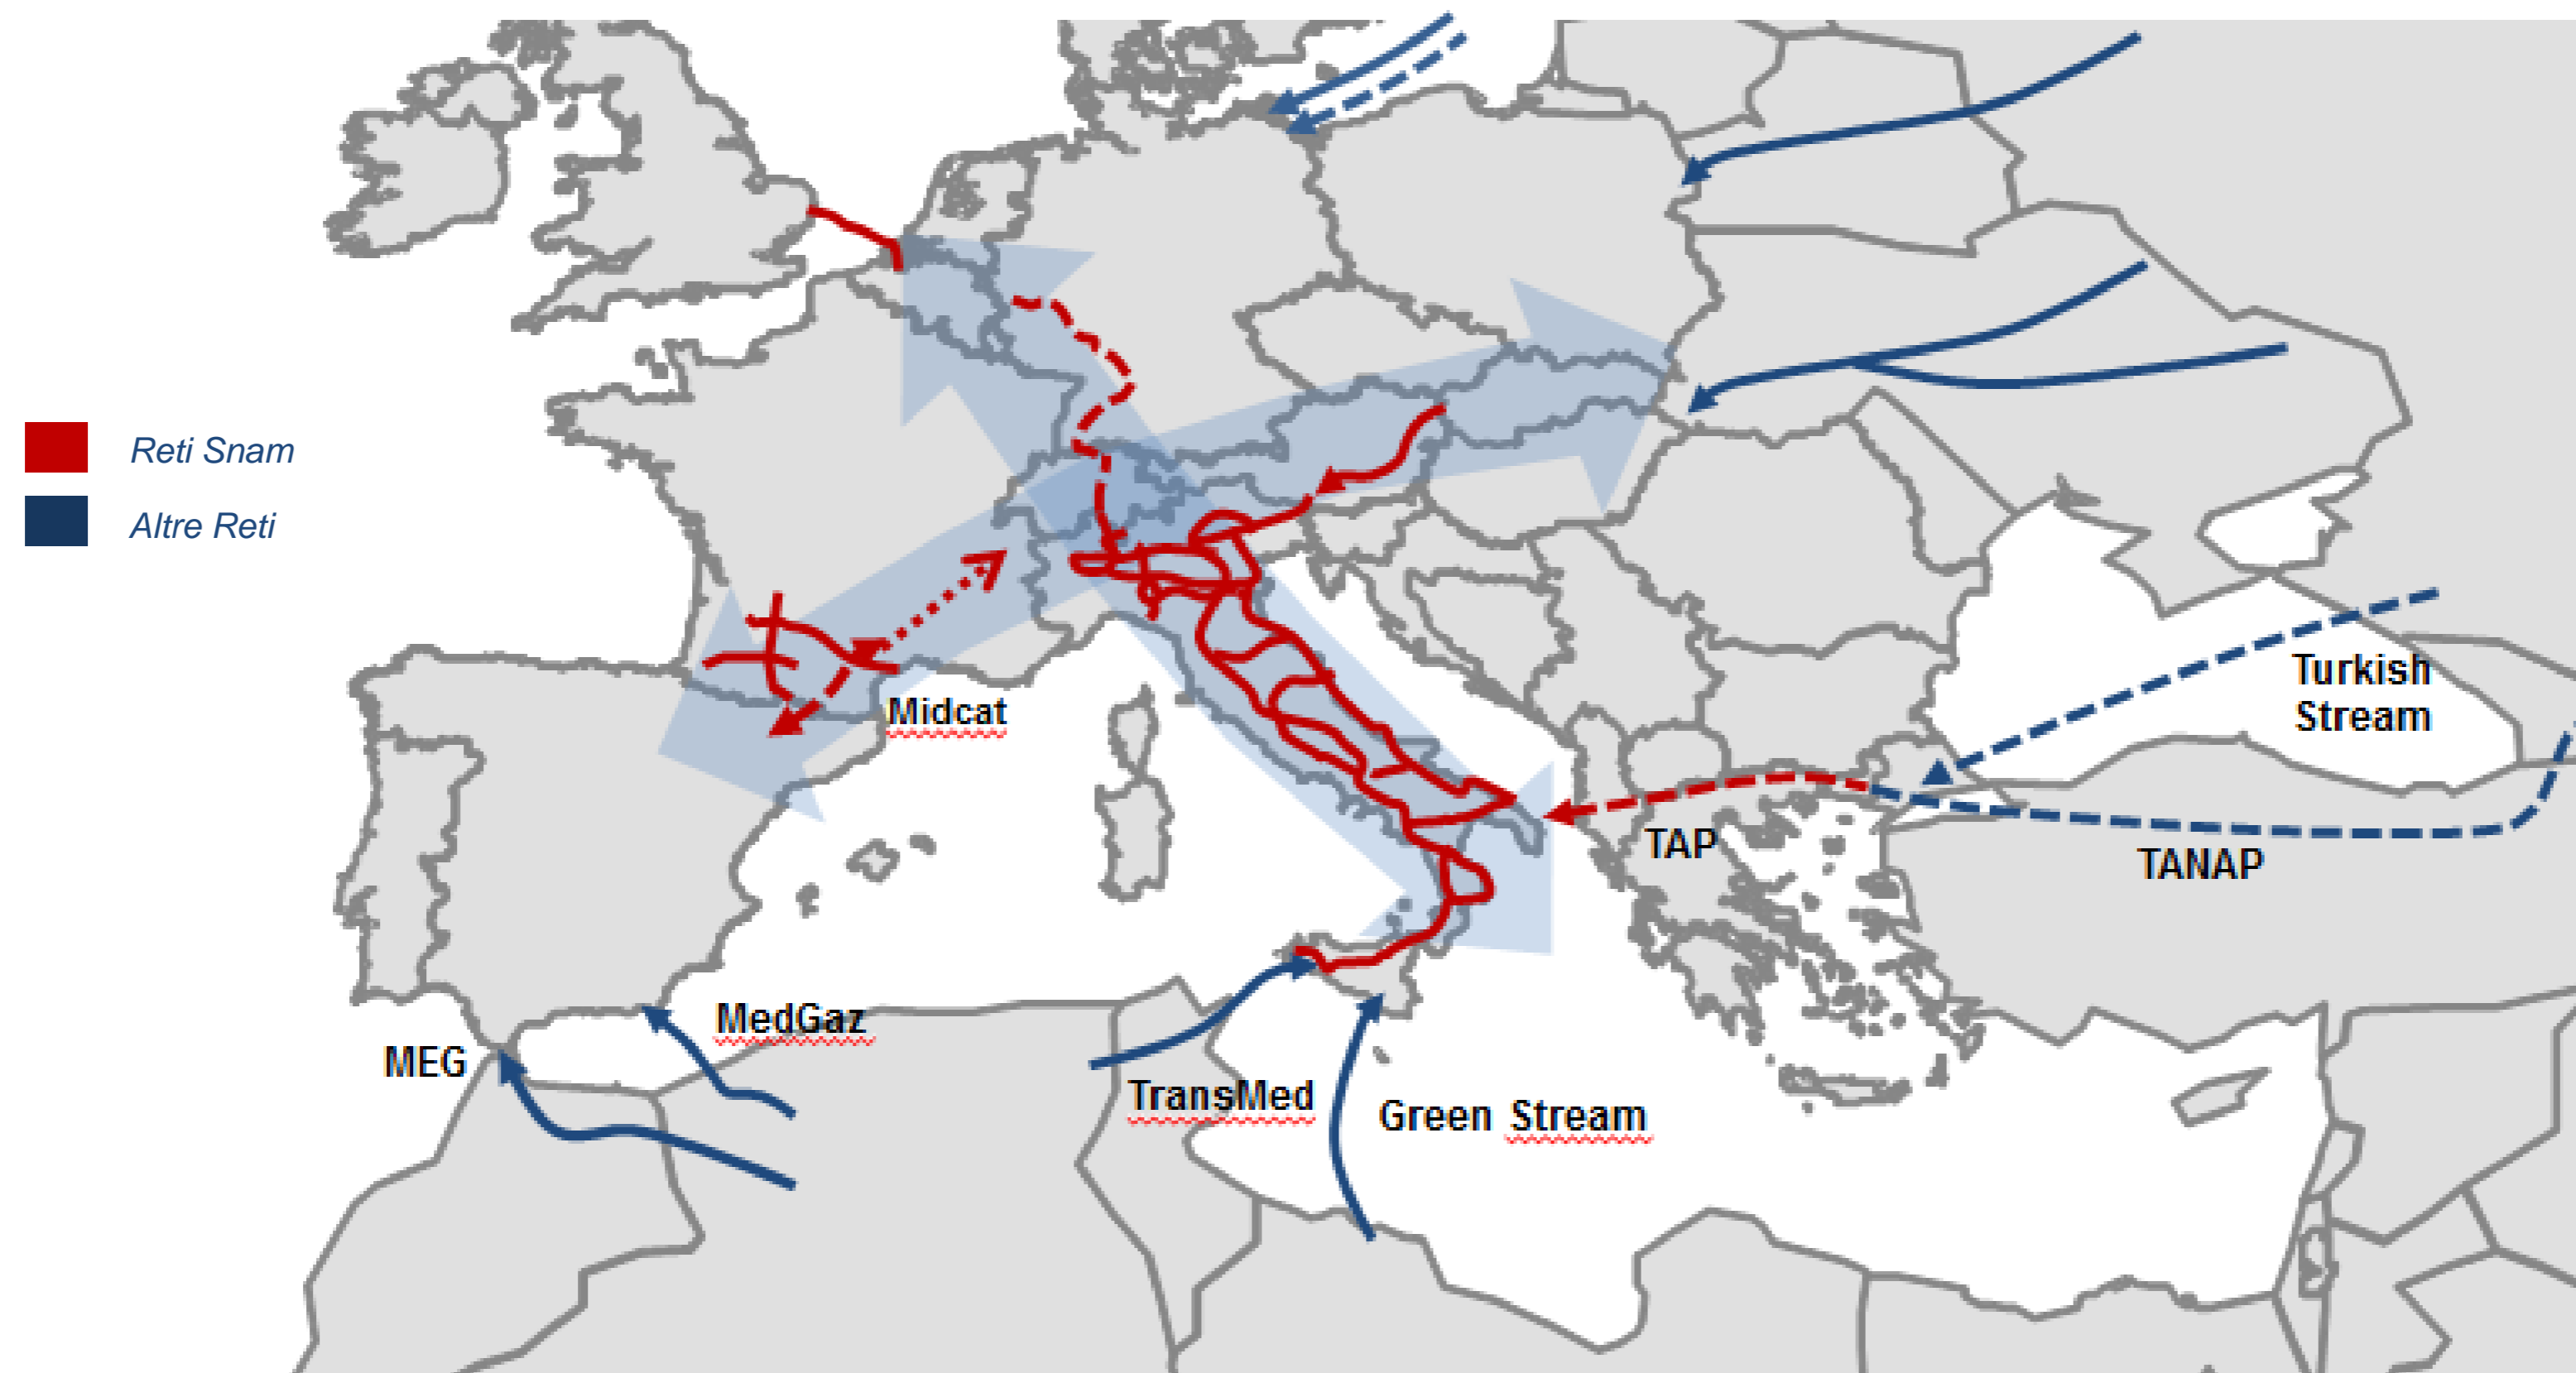 Reti Snam
Altre Reti
Turkish
Stream
Midcat
TAP
TANAP
MedGaz
MEG
TransMed
Green Stream